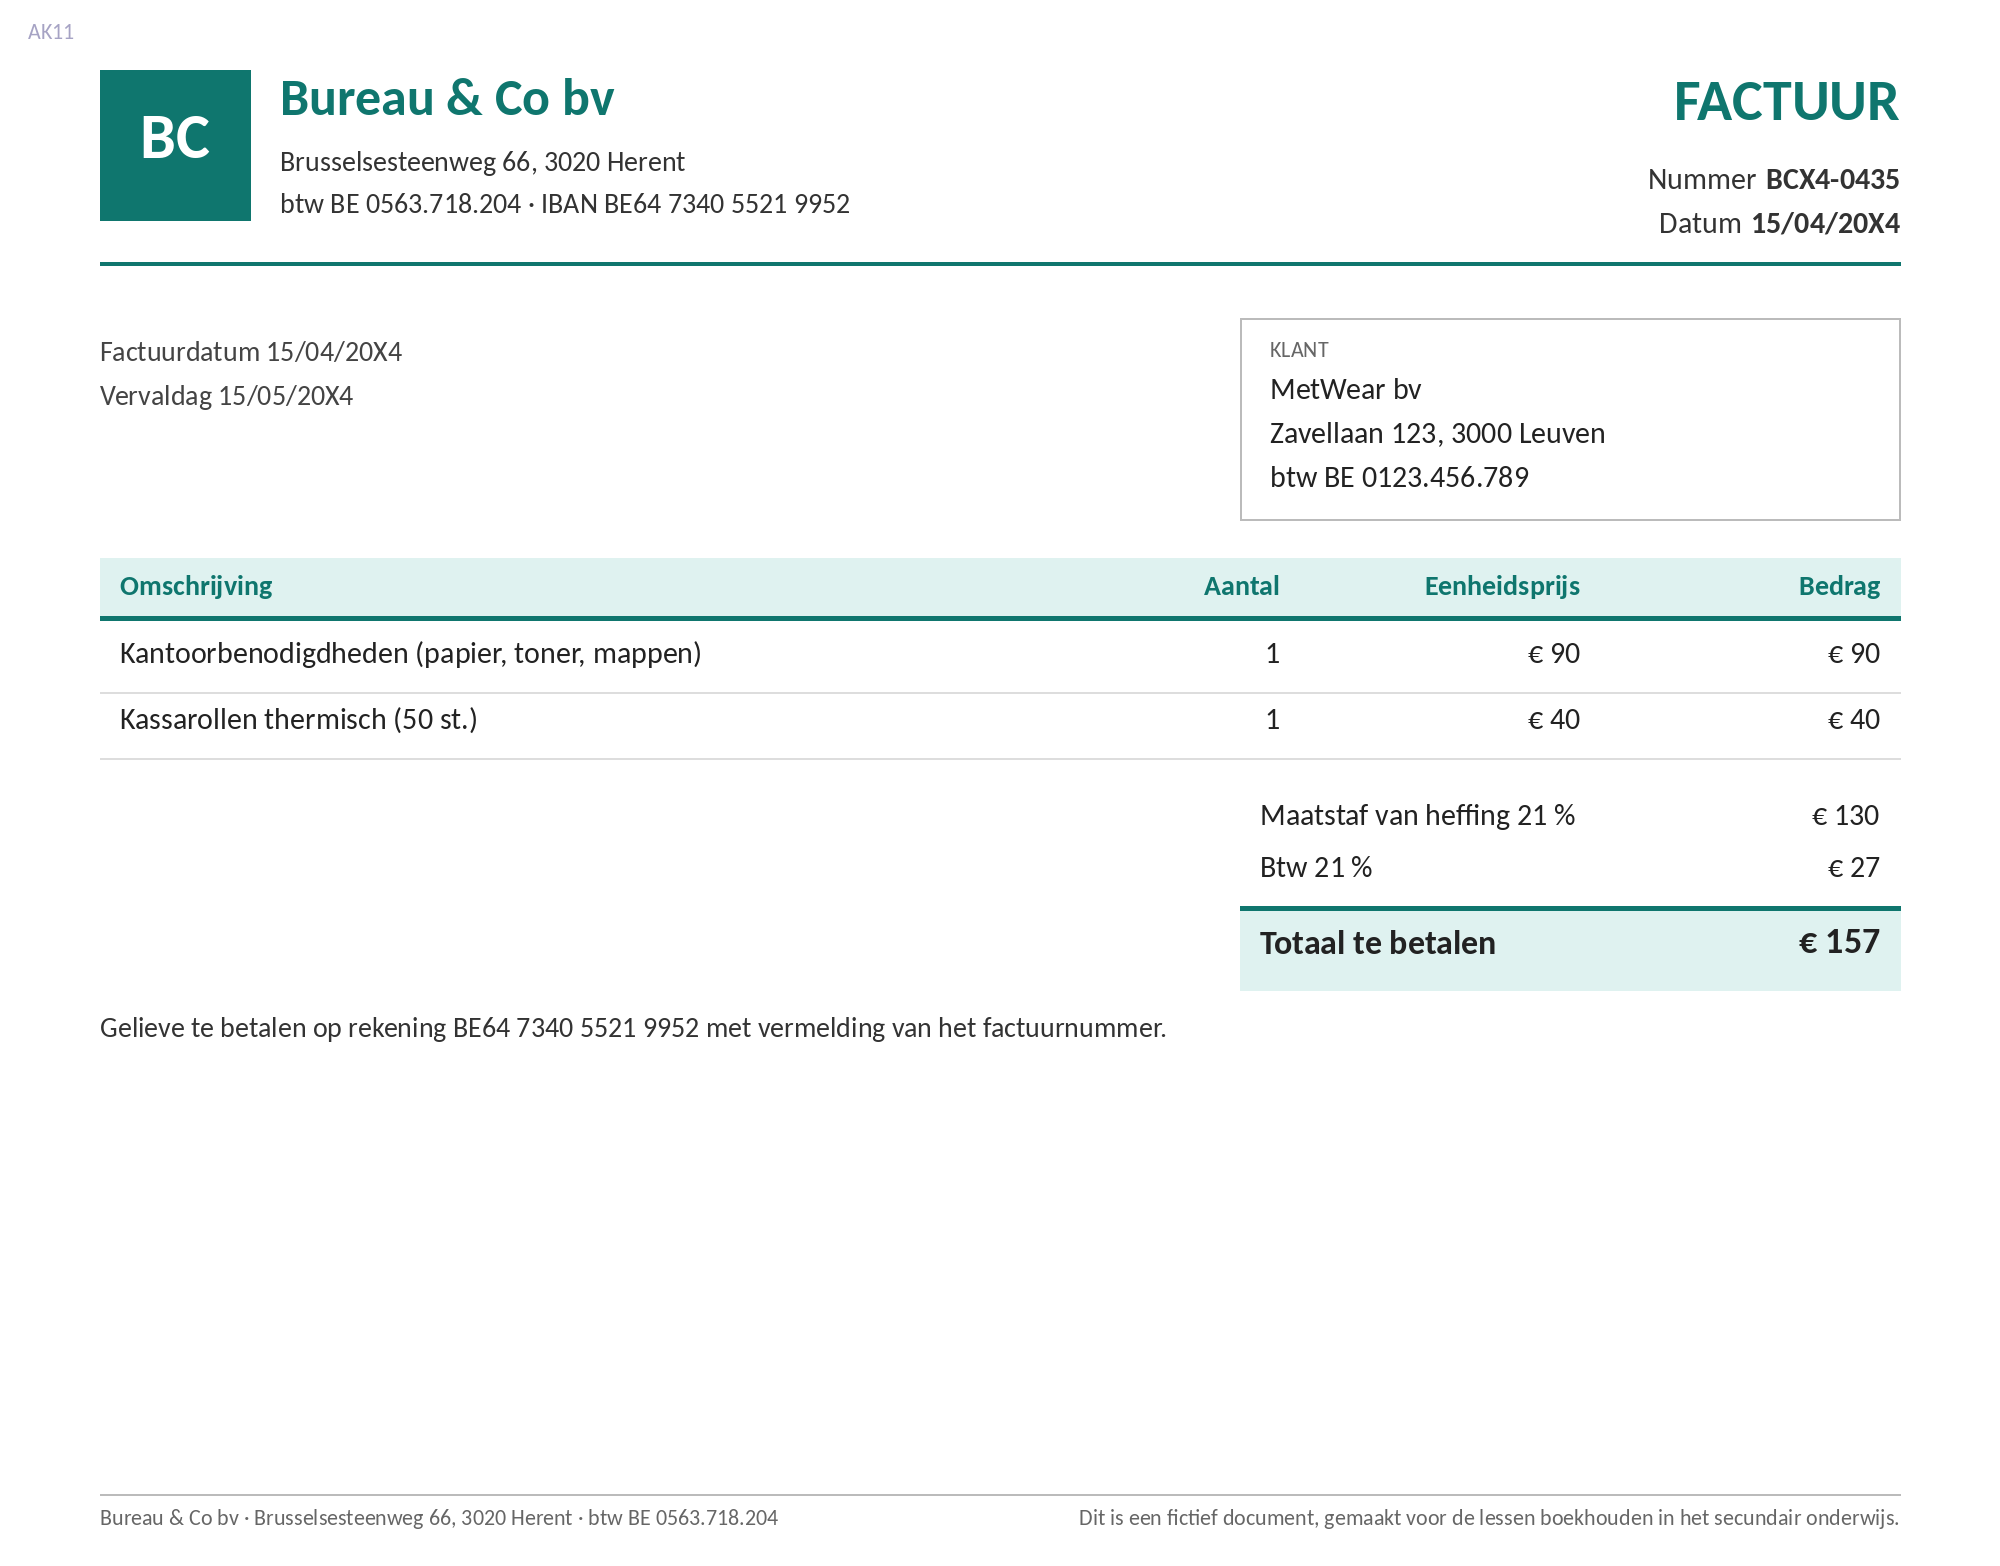 AK11
BC
Bureau & Co bv
Brusselsesteenweg 66, 3020 Herent
btw BE 0563.718.204 · IBAN BE64 7340 5521 9952
FACTUUR
Nummer BCX4-0435
Datum 15/04/20X4
Factuurdatum 15/04/20X4
Vervaldag 15/05/20X4
KLANT
MetWear bv
Zavellaan 123, 3000 Leuven
btw BE 0123.456.789
Omschrijving Aantal Eenheidsprijs Bedrag
Kantoorbenodigdheden (papier, toner, mappen) 1 € 90 € 90
Kassarollen thermisch (50 st.) 1 € 40 € 40
Maatstaf van heffing 21 % € 130
Btw 21 % € 27
Totaal te betalen € 157
Gelieve te betalen op rekening BE64 7340 5521 9952 met vermelding van het factuurnummer.
Bureau & Co bv · Brusselsesteenweg 66, 3020 Herent · btw BE 0563.718.204
Dit is een fictief document, gemaakt voor de lessen boekhouden in het secundair onderwijs.